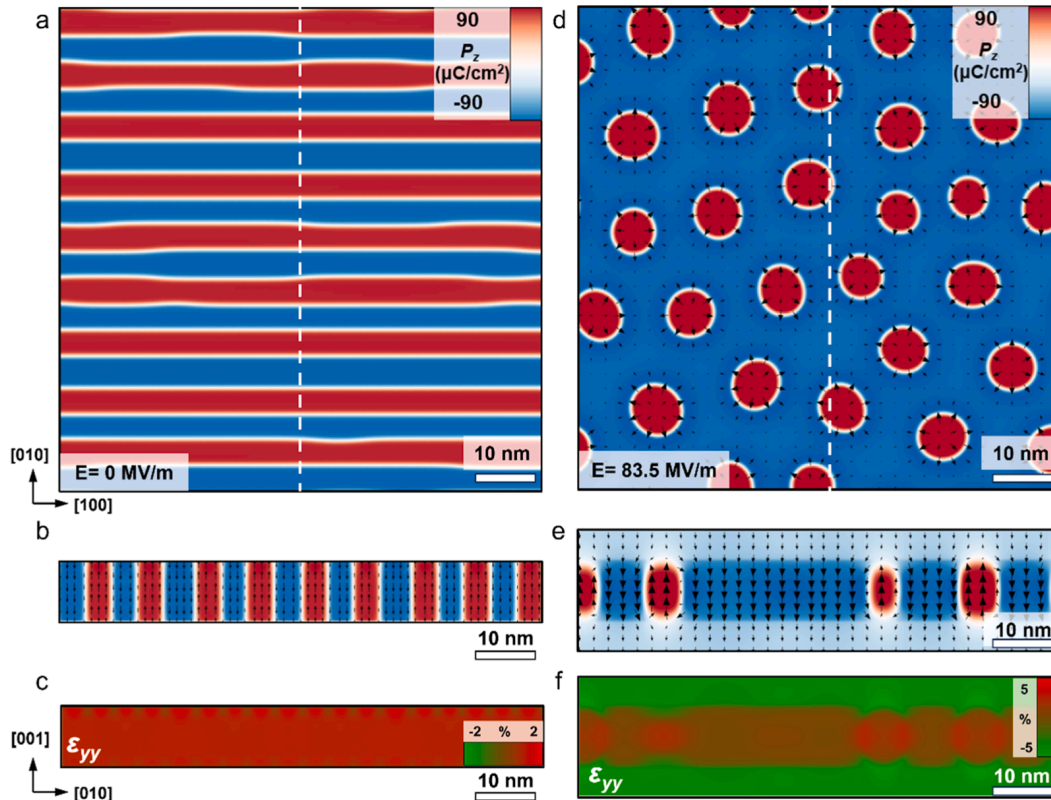 a
90
P_z
(μC/cm²)
-90
E= 0 MV/m
10 nm
[010]
[100]
b
10 nm
c
ε_yy
-2 % 2
10 nm
[001]
[010]
d
90
P_z
(μC/cm²)
-90
E= 83.5 MV/m
10 nm
e
10 nm
f
5
%
-5
ε_yy
10 nm